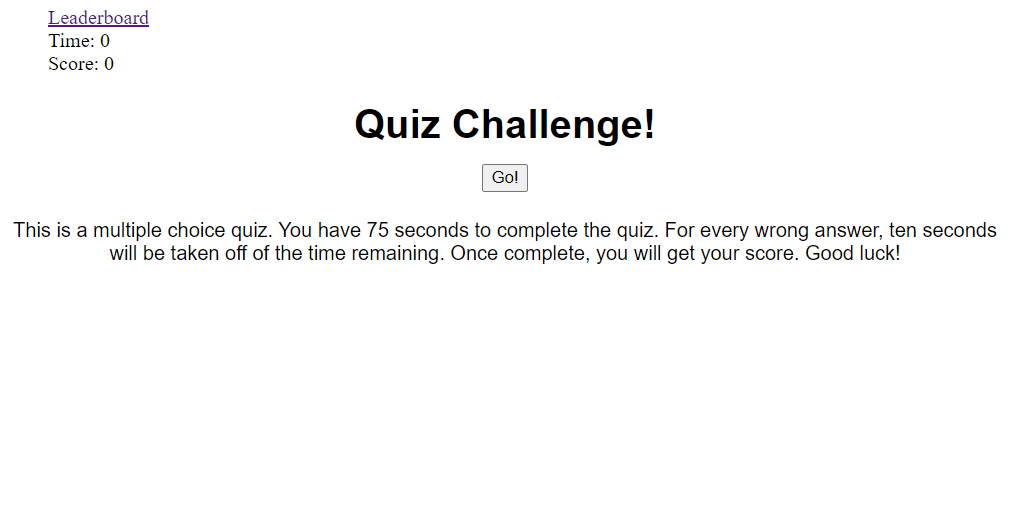 Leaderboard
Time: 0
Score: 0
Quiz Challenge!
Go!
This is a multiple choice quiz. You have 75 seconds to complete the quiz. For every wrong answer, ten seconds
will be taken off of the time remaining. Once complete, you will get your score. Good luck!